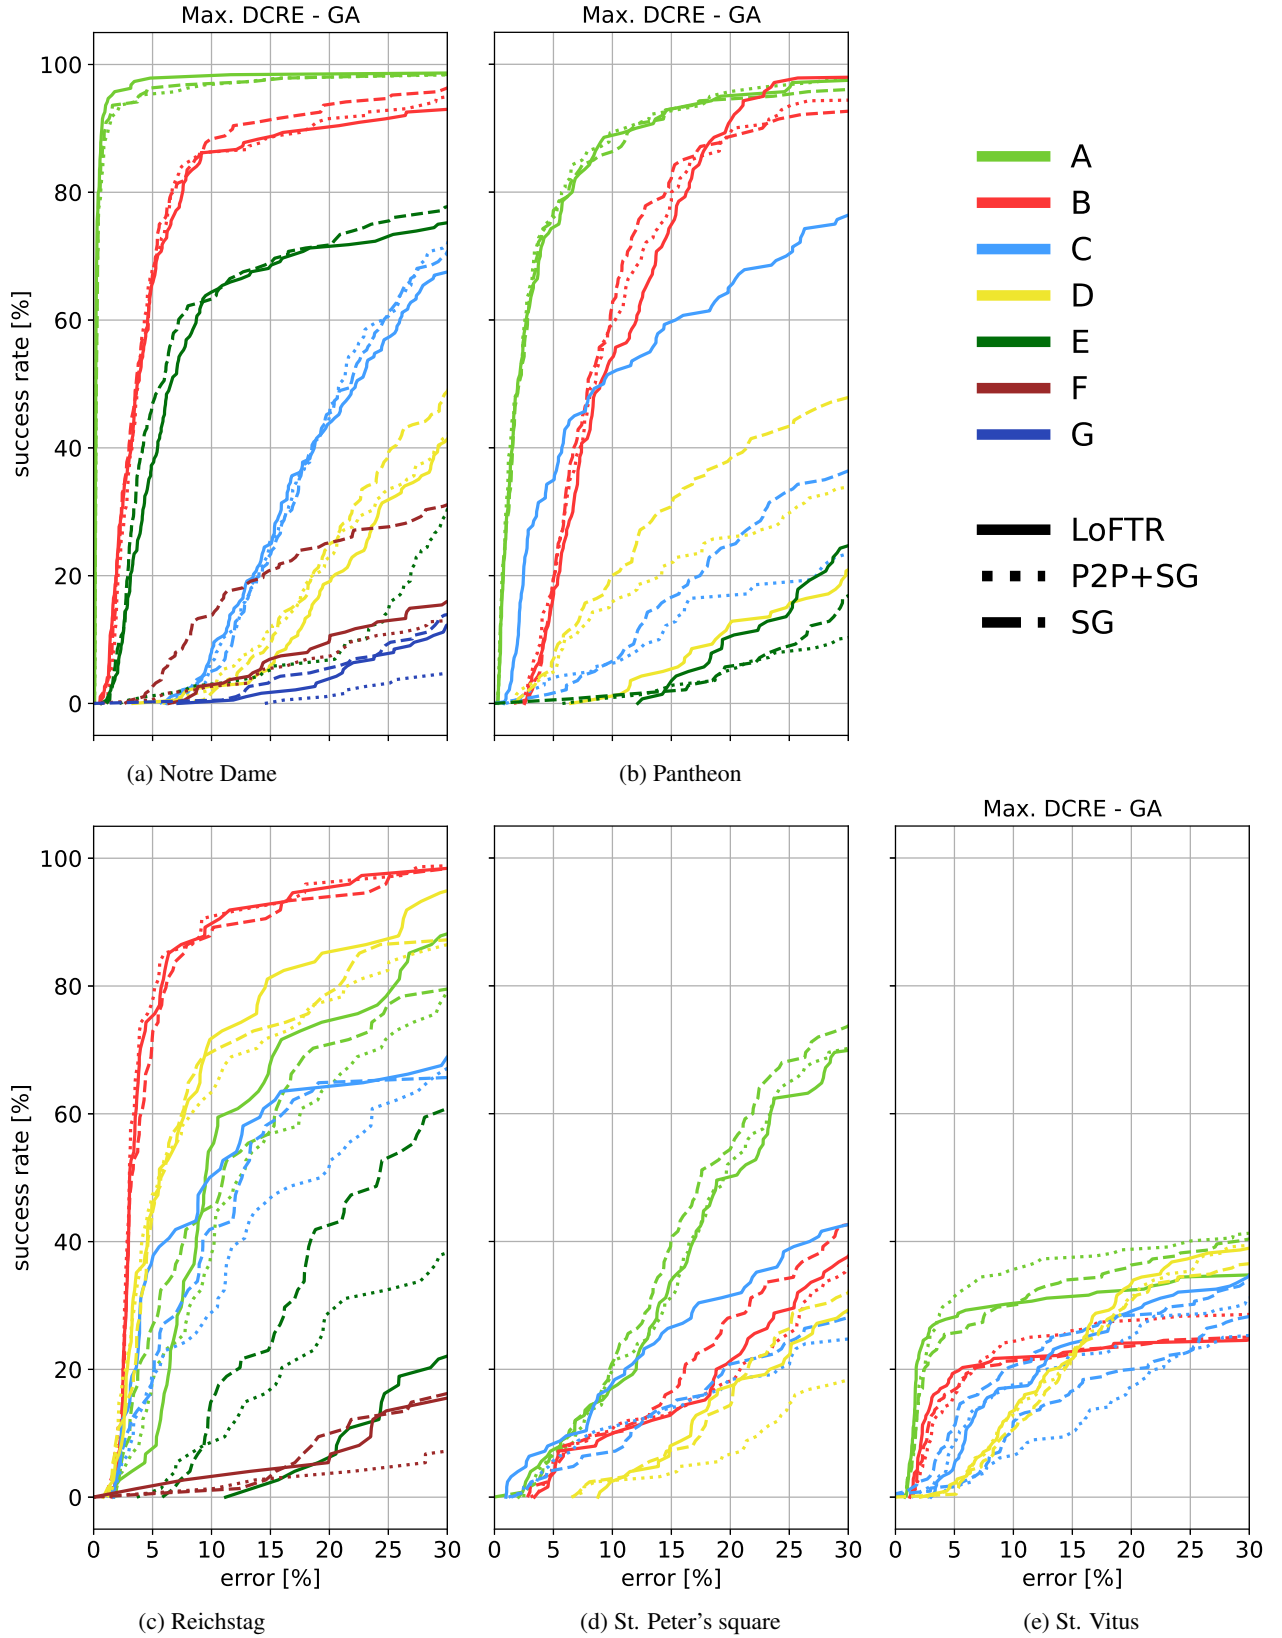 Max. DCRE - GA
Max. DCRE - GA
success rate [%]
100
80
60
40
20
0
A
B
C
D
E
F
G
LoFTR
P2P+SG
SG
(a) Notre Dame
(b) Pantheon
Max. DCRE - GA
success rate [%]
100
80
60
40
20
0
0 5 10 15 20 25 30
0 5 10 15 20 25 30
0 5 10 15 20 25 30
error [%]
error [%]
error [%]
(c) Reichstag
(d) St. Peter's square
(e) St. Vitus